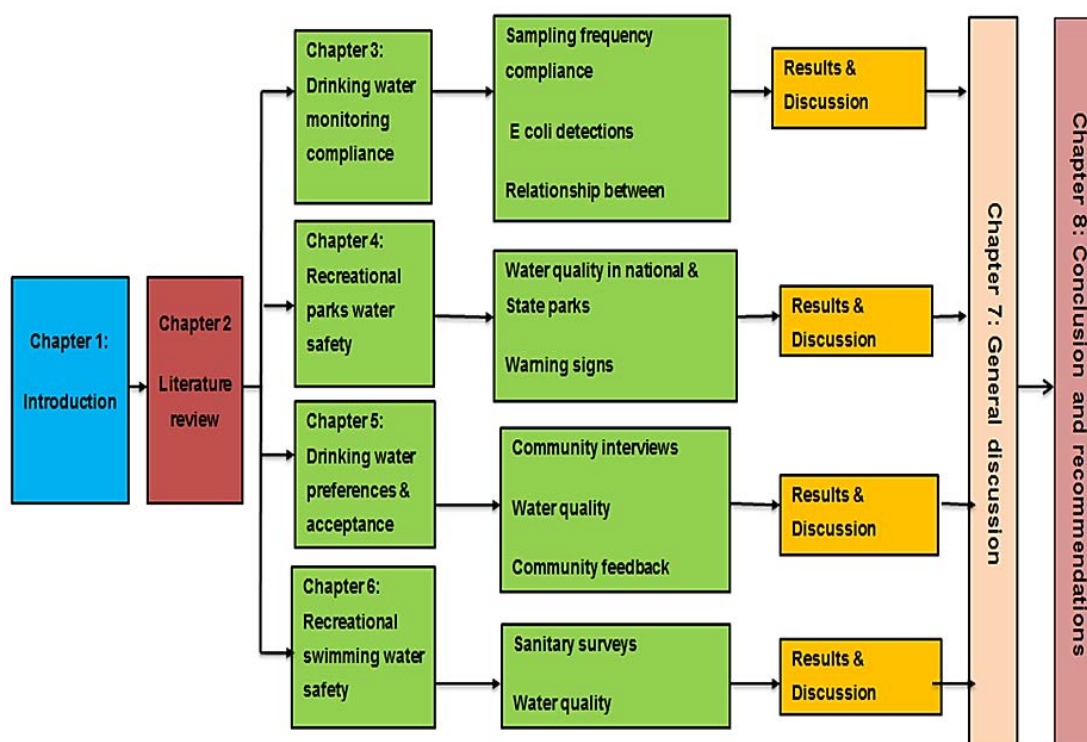 Chapter 1:
Introduction
Chapter 2
Literature
review
Chapter 3:
Drinking water
monitoring
compliance
Sampling frequency
compliance
E coli detections
Relationship between
Results &
Discussion
Chapter 4:
Recreational
parks water
safety
Water quality in national &
State parks
Warning signs
Results &
Discussion
Chapter 5:
Drinking water
preferences &
acceptance
Community interviews
Water quality
Community feedback
Results &
Discussion
Chapter 6:
Recreational
swimming water
safety
Sanitary surveys
Water quality
Results &
Discussion
Chapter 7: General discussion
Chapter 8: Conclusion and recommendations